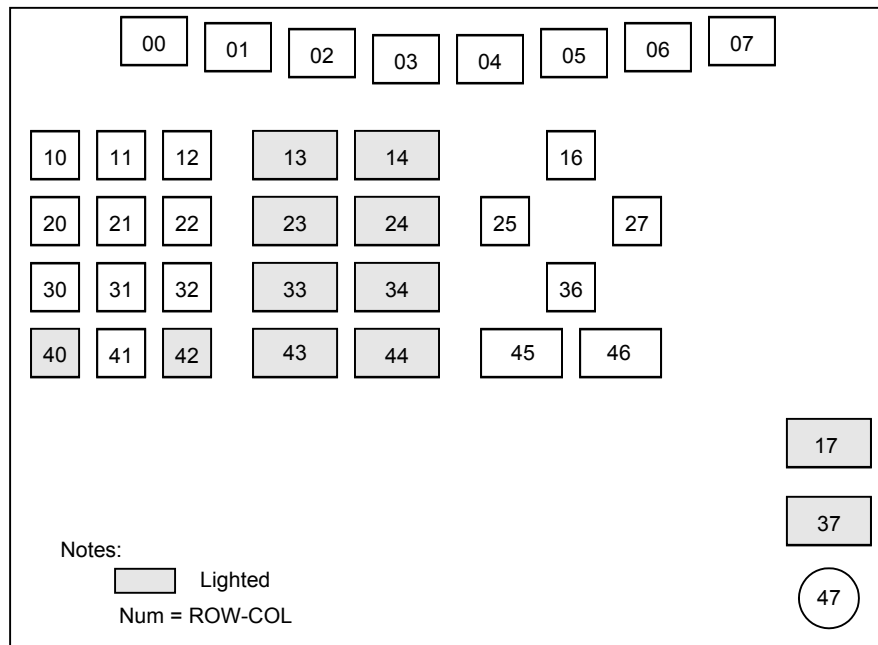 00 01 02 03 04 05 06 07
10 11 12 13 14 16
20 21 22 23 24 25 27
30 31 32 33 34 36
40 41 42 43 44 45 46
17
37
Notes:
Lighted
47
Num = ROW-COL